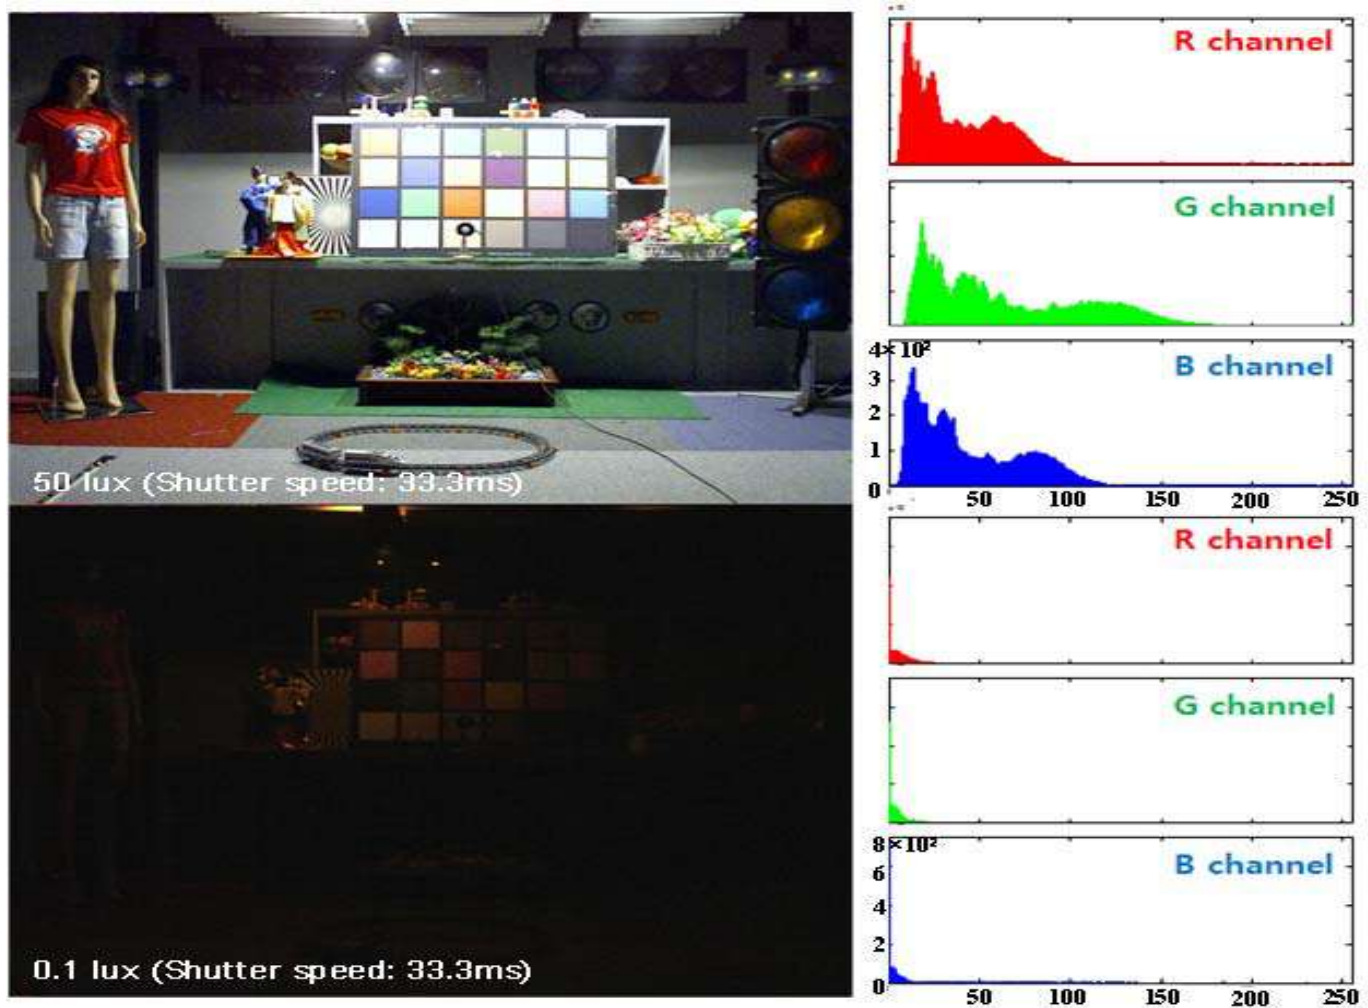 R channel
G channel
4×10²
B channel
3
2
1
0
50 100 150 200 250
50 lux (Shutter speed: 33.3ms)
R channel
G channel
8×10²
B channel
6
4
2
0
50 100 150 200 250
0.1 lux (Shutter speed: 33.3ms)